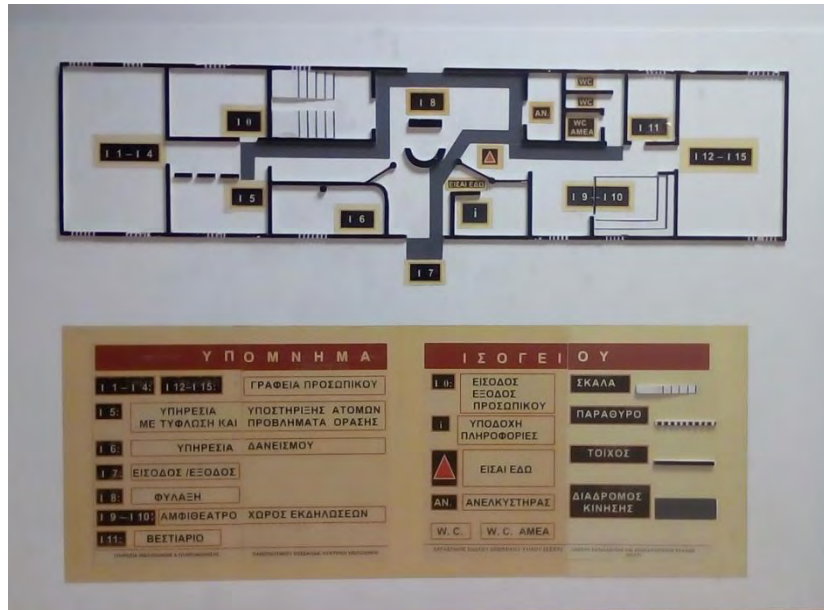 WC
WC
WC
ΑΜΕΑ
ΑΝ.
Ι 8
Ι 0
Ι 11
Ι 1 – Ι 4
Ι 12 – Ι 15
ΕΙΣΑΙ ΕΔΩ
Ι 5
Ι 6
i
Ι 9 – Ι 10
Ι 7
ΥΠΟΜΝΗΜΑ ΙΣΟΓΕΙΟΥ
Ι 1 – Ι 4: Ι 12 – Ι 15: ΓΡΑΦΕΙΑ ΠΡΟΣΩΠΙΚΟΥ
Ι 5: ΥΠΗΡΕΣΙΑ ΥΠΟΣΤΗΡΙΞΗΣ ΑΤΟΜΩΝ
ΜΕ ΤΥΦΛΩΣΗ ΚΑΙ ΠΡΟΒΛΗΜΑΤΑ ΟΡΑΣΗΣ
Ι 6: ΥΠΗΡΕΣΙΑ ΔΑΝΕΙΣΜΟΥ
Ι 7: ΕΙΣΟΔΟΣ /ΕΞΟΔΟΣ
Ι 8: ΦΥΛΑΞΗ
Ι 9 – Ι 10: ΑΜΦΙΘΕΑΤΡΟ ΧΩΡΟΣ ΕΚΔΗΛΩΣΕΩΝ
Ι 11: ΒΕΣΤΙΑΡΙΟ
Ι 0: ΕΙΣΟΔΟΣ
ΕΞΟΔΟΣ
ΠΡΟΣΩΠΙΚΟΥ
i ΥΠΟΔΟΧΗ
ΠΛΗΡΟΦΟΡΙΕΣ
ΕΙΣΑΙ ΕΔΩ
ΑΝ. ΑΝΕΛΚΥΣΤΗΡΑΣ
W.C. W.C. ΑΜΕΑ
ΣΚΑΛΑ
ΠΑΡΑΘΥΡΟ
ΤΟΙΧΟΣ
ΔΙΑΔΡΟΜΟΣ
ΚΙΝΗΣΗΣ